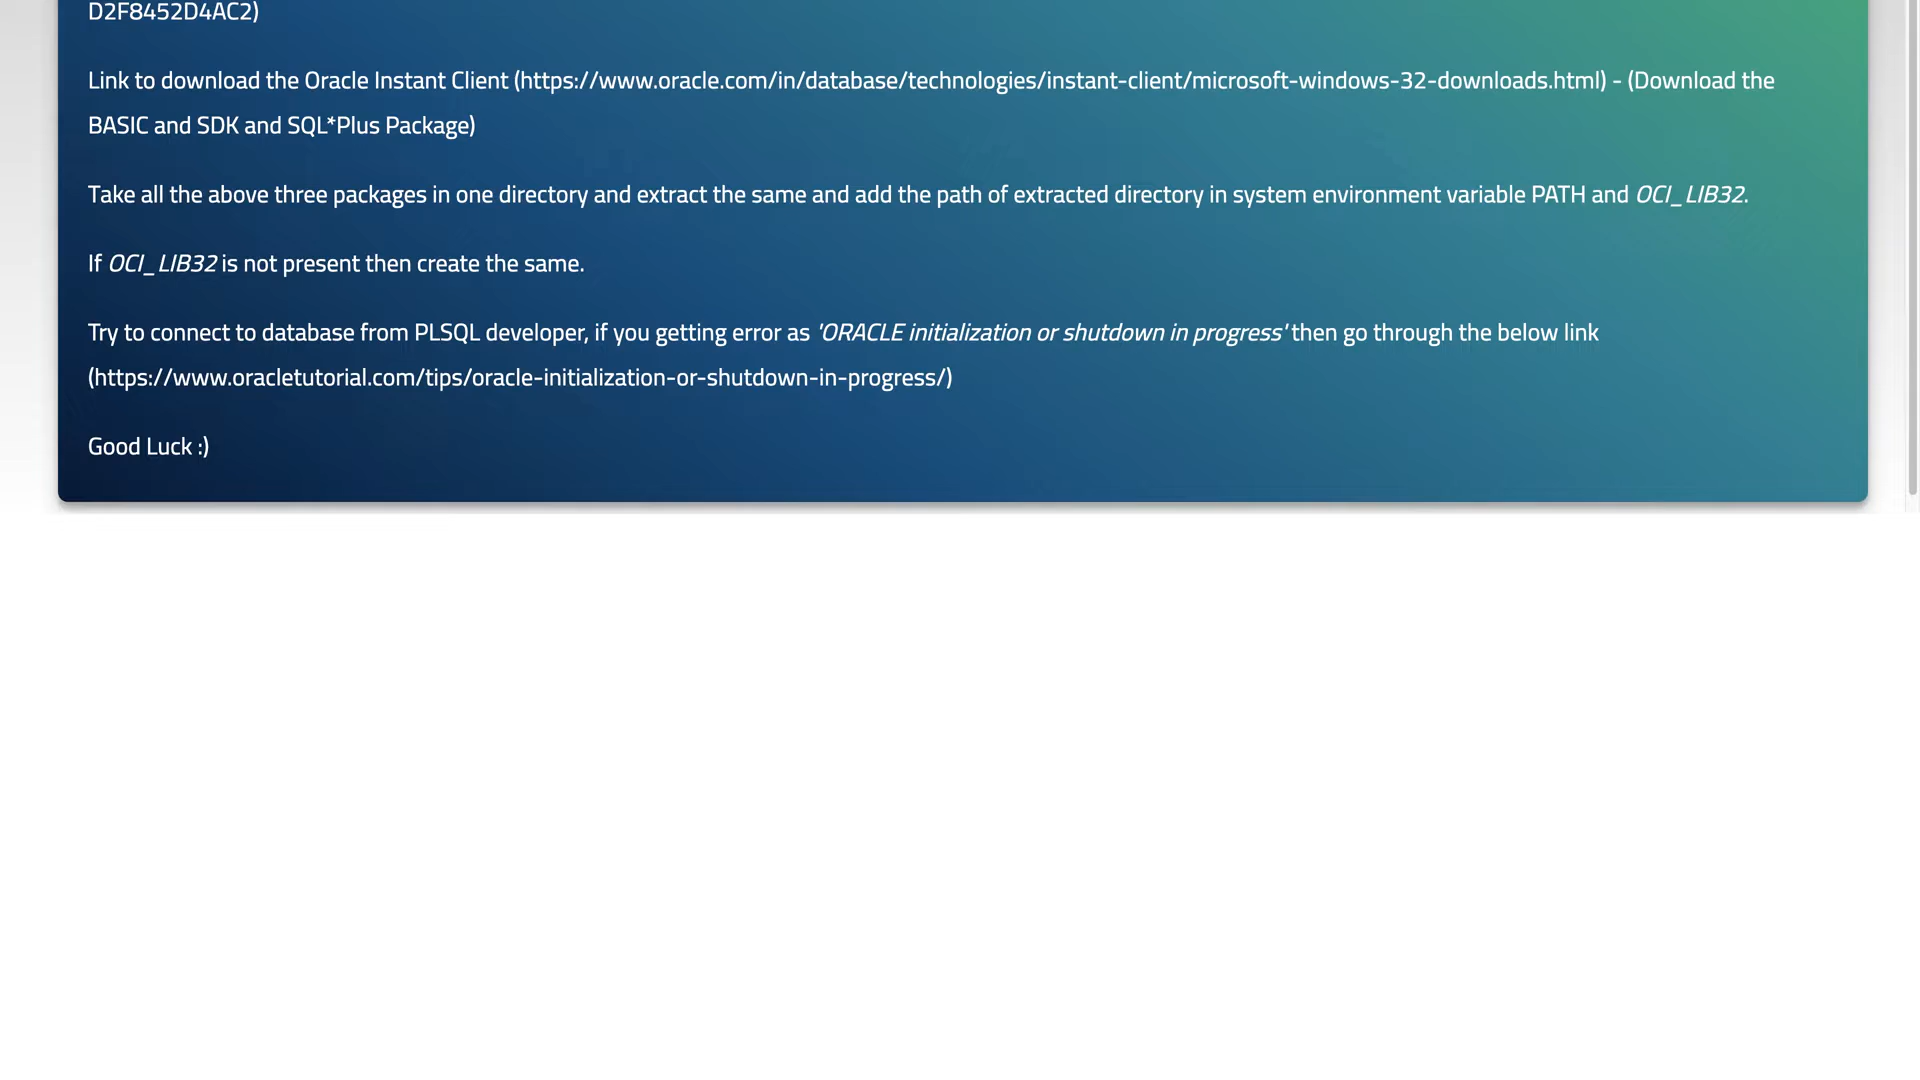 D2F8452D4AC2)
Link to download the Oracle Instant Client (https://www.oracle.com/in/database/technologies/instant-client/microsoft-windows-32-downloads.html) - (Download the
BASIC and SDK and SQL*Plus Package)
Take all the above three packages in one directory and extract the same and add the path of extracted directory in system environment variable PATH and OCI_LIB32.
If OCI_LIB32 is not present then create the same.
Try to connect to database from PLSQL developer, if you getting error as 'ORACLE initialization or shutdown in progress' then go through the below link
(https://www.oracletutorial.com/tips/oracle-initialization-or-shutdown-in-progress/)
Good Luck :)